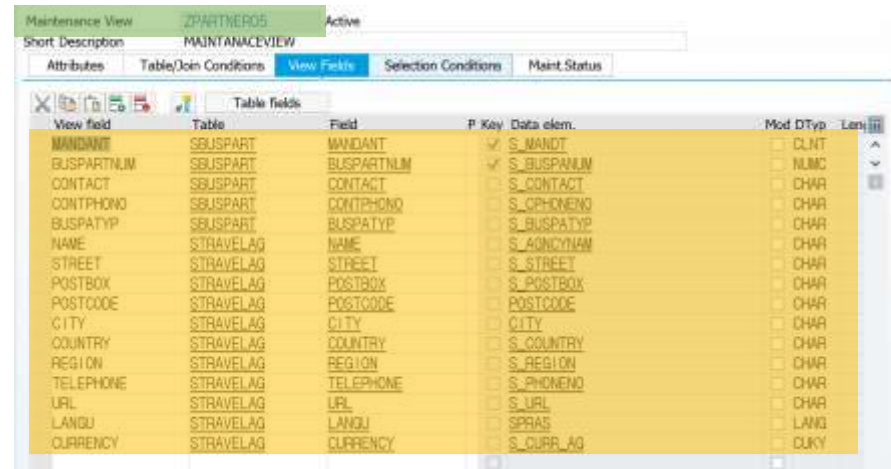 Maintenance View ZPARTNER05 Active
Short Description MAINTANACEVIEW
Attributes Table/Join Conditions View Fields Selection Conditions Maint Status
Table fields
View field Table Field P Key Data elem. Mod DTyp
MANDANT SBUSPART MANDANT S_MANDT CLNT
BUSPARTNUM SBUSPART BUSPARTNUM S_BUSPANUM NUMC
CONTACT SBUSPART CONTACT S_CONTACT CHAR
CONTPHONO SBUSPART CONTPHONO S_CPHONENO CHAR
BUSPATYP SBUSPART BUSPATYP S_BUSPATYP CHAR
NAME STRAVELAG NAME S_AGNCYNAM CHAR
STREET STRAVELAG STREET S_STREET CHAR
POSTBOX STRAVELAG POSTBOX S_POSTBOX CHAR
POSTCODE STRAVELAG POSTCODE POSTCODE CHAR
CITY STRAVELAG CITY CITY CHAR
COUNTRY STRAVELAG COUNTRY S_COUNTRY CHAR
REGION STRAVELAG REGION S_REGION CHAR
TELEPHONE STRAVELAG TELEPHONE S_PHONENO CHAR
URL STRAVELAG URL S_URL CHAR
LANGU STRAVELAG LANGU SPRAS LANG
CURRENCY STRAVELAG CURRENCY S_CURR_AG CUKY